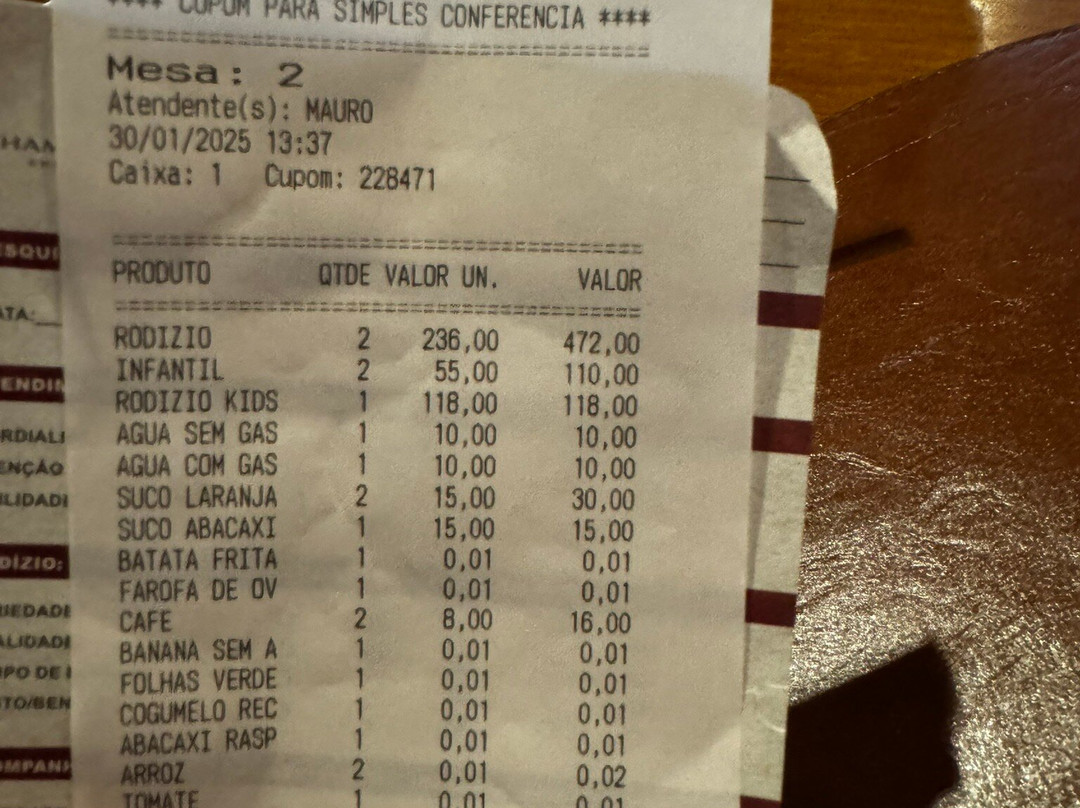 **** CUPOM PARA SIMPLES CONFERENCIA ****
Mesa: 2
Atendente(s): MAURO
30/01/2025 13:37
Caixa: 1 Cupom: 228471
PRODUTO QTDE VALOR UN. VALOR
RODIZIO 2 236,00 472,00
INFANTIL 2 55,00 110,00
RODIZIO KIDS 1 118,00 118,00
AGUA SEM GAS 1 10,00 10,00
AGUA COM GAS 1 10,00 10,00
SUCO LARANJA 2 15,00 30,00
SUCO ABACAXI 1 15,00 15,00
BATATA FRITA 1 0,01 0,01
FAROFA DE OV 1 0,01 0,01
CAFE 2 8,00 16,00
BANANA SEM A 1 0,01 0,01
FOLHAS VERDE 1 0,01 0,01
COGUMELO REC 1 0,01 0,01
ABACAXI RASP 1 0,01 0,01
ARROZ 2 0,01 0,02
TOMATE 1 0,01 0,01